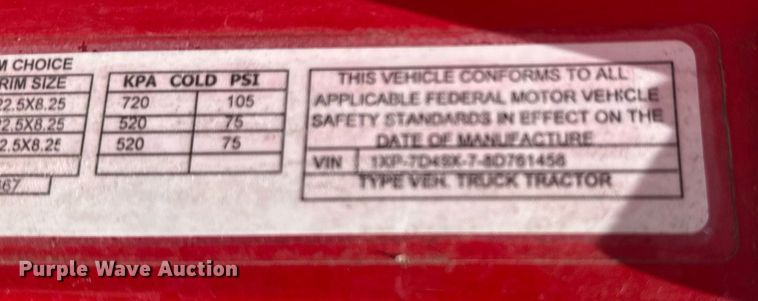 M CHOICE
RIM SIZE KPA COLD PSI
22.5X8.25 720 105
22.5X8.25 520 75
2.5X8.25 520 75
467
THIS VEHICLE CONFORMS TO ALL
APPLICABLE FEDERAL MOTOR VEHICLE
SAFETY STANDARDS IN EFFECT ON THE
DATE OF MANUFACTURE
VIN 1XP-7D49X-7-8D761456
TYPE VEH. TRUCK TRACTOR
Purple Wave Auction